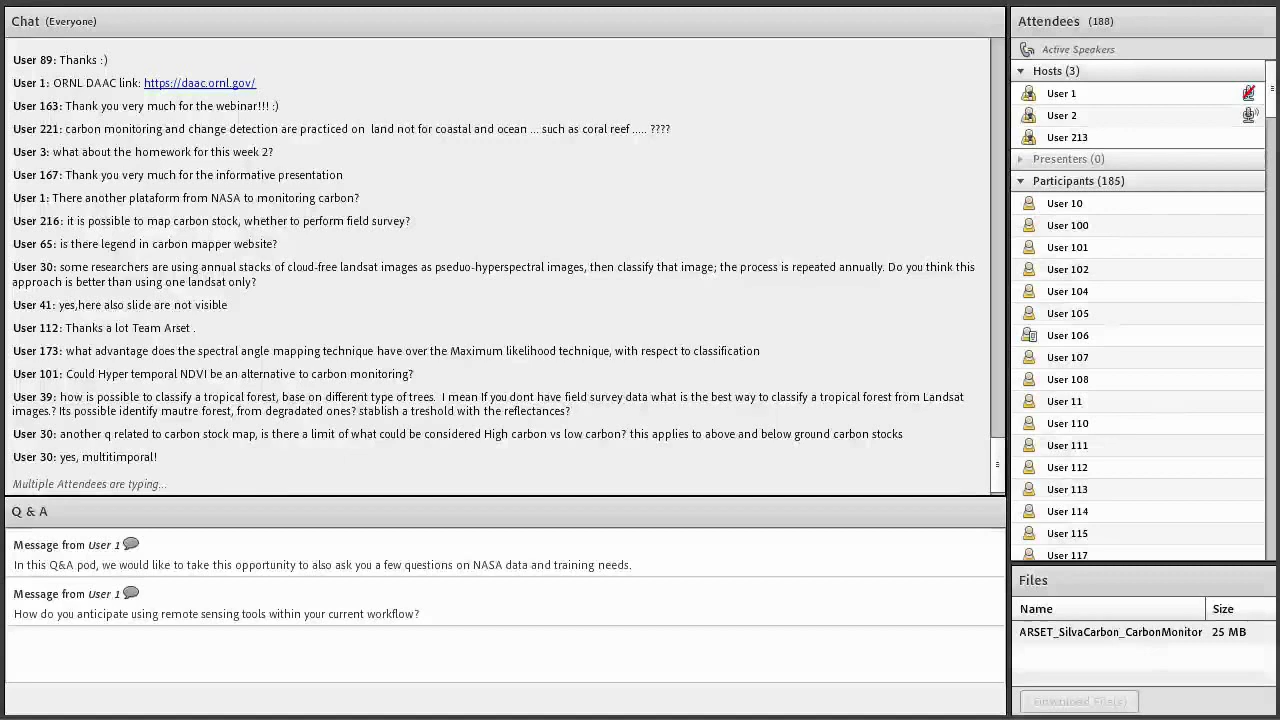 Chat (Everyone)
User 89: Thanks :)
User 1: ORNL DAAC link: https://daac.ornl.gov/
User 163: Thank you very much for the webinar!!! :)
User 221: carbon monitoring and change detection are practiced on land not for coastal and ocean ... such as coral reef ..... ????
User 3: what about the homework for this week 2?
User 167: Thank you very much for the informative presentation
User 1: There another plataform from NASA to monitoring carbon?
User 216: it is possible to map carbon stock, whether to perform field survey?
User 65: is there legend in carbon mapper website?
User 30: some researchers are using annual stacks of cloud-free landsat images as pseduo-hyperspectral images, then classify that image; the process is repeated annually. Do you think this
approach is better than using one landsat only?
User 41: yes,here also slide are not visible
User 112: Thanks a lot Team Arset .
User 173: what advantage does the spectral angle mapping technique have over the Maximum likelihood technique, with respect to classification
User 101: Could Hyper temporal NDVI be an alternative to carbon monitoring?
User 39: how is possible to classify a tropical forest, base on different type of trees. I mean If you dont have field survey data what is the best way to classify a tropical forest from Landsat
images.? Its possible identify mautre forest, from degradated ones? stablish a treshold with the reflectances?
User 30: another q related to carbon stock map, is there a limit of what could be considered High carbon vs low carbon? this applies to above and below ground carbon stocks
User 30: yes, multitimporal!
Multiple Attendees are typing...
Q & A
Message from User 1
In this Q&A pod, we would like to take this opportunity to also ask you a few questions on NASA data and training needs.
Message from User 1
How do you anticipate using remote sensing tools within your current workflow?
Attendees (188)
Active Speakers
Hosts (3)
User 1
User 2
User 213
Presenters (0)
Participants (185)
User 10
User 100
User 101
User 102
User 104
User 105
User 106
User 107
User 108
User 11
User 110
User 111
User 112
User 113
User 114
User 115
User 117
Files
Name Size
ARSET_SilvaCarbon_CarbonMonitor 25 MB
Download File(s)